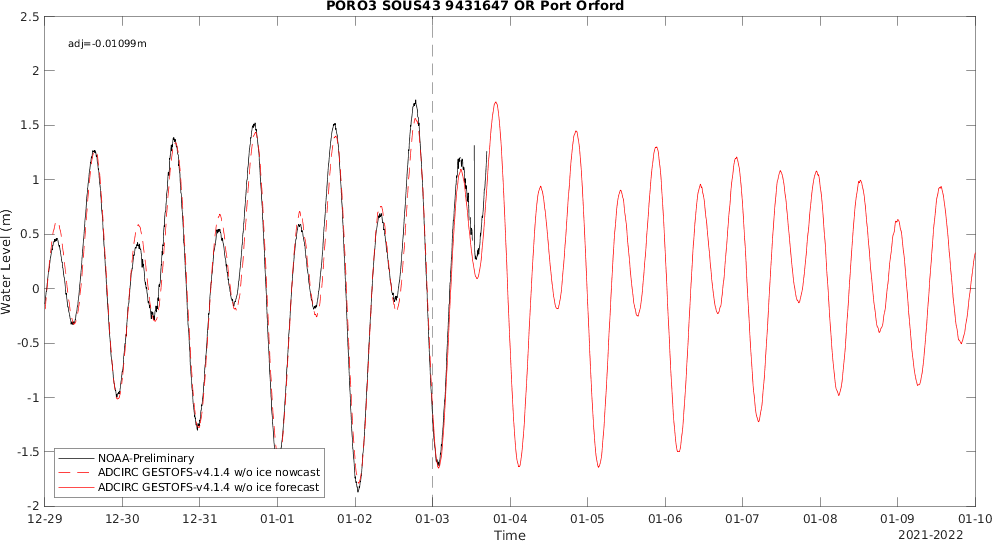 PORO3 SOUS43 9431647 OR Port Orford
adj=-0.01099m
2.5
2
1.5
1
0.5
0
-0.5
-1
-1.5
-2
Water Level (m)
NOAA-Preliminary
ADCIRC GESTOFS-v4.1.4 w/o ice nowcast
ADCIRC GESTOFS-v4.1.4 w/o ice forecast
12-29 12-30 12-31 01-01 01-02 01-03 01-04 01-05 01-06 01-07 01-08 01-09 01-10
Time
2021-2022